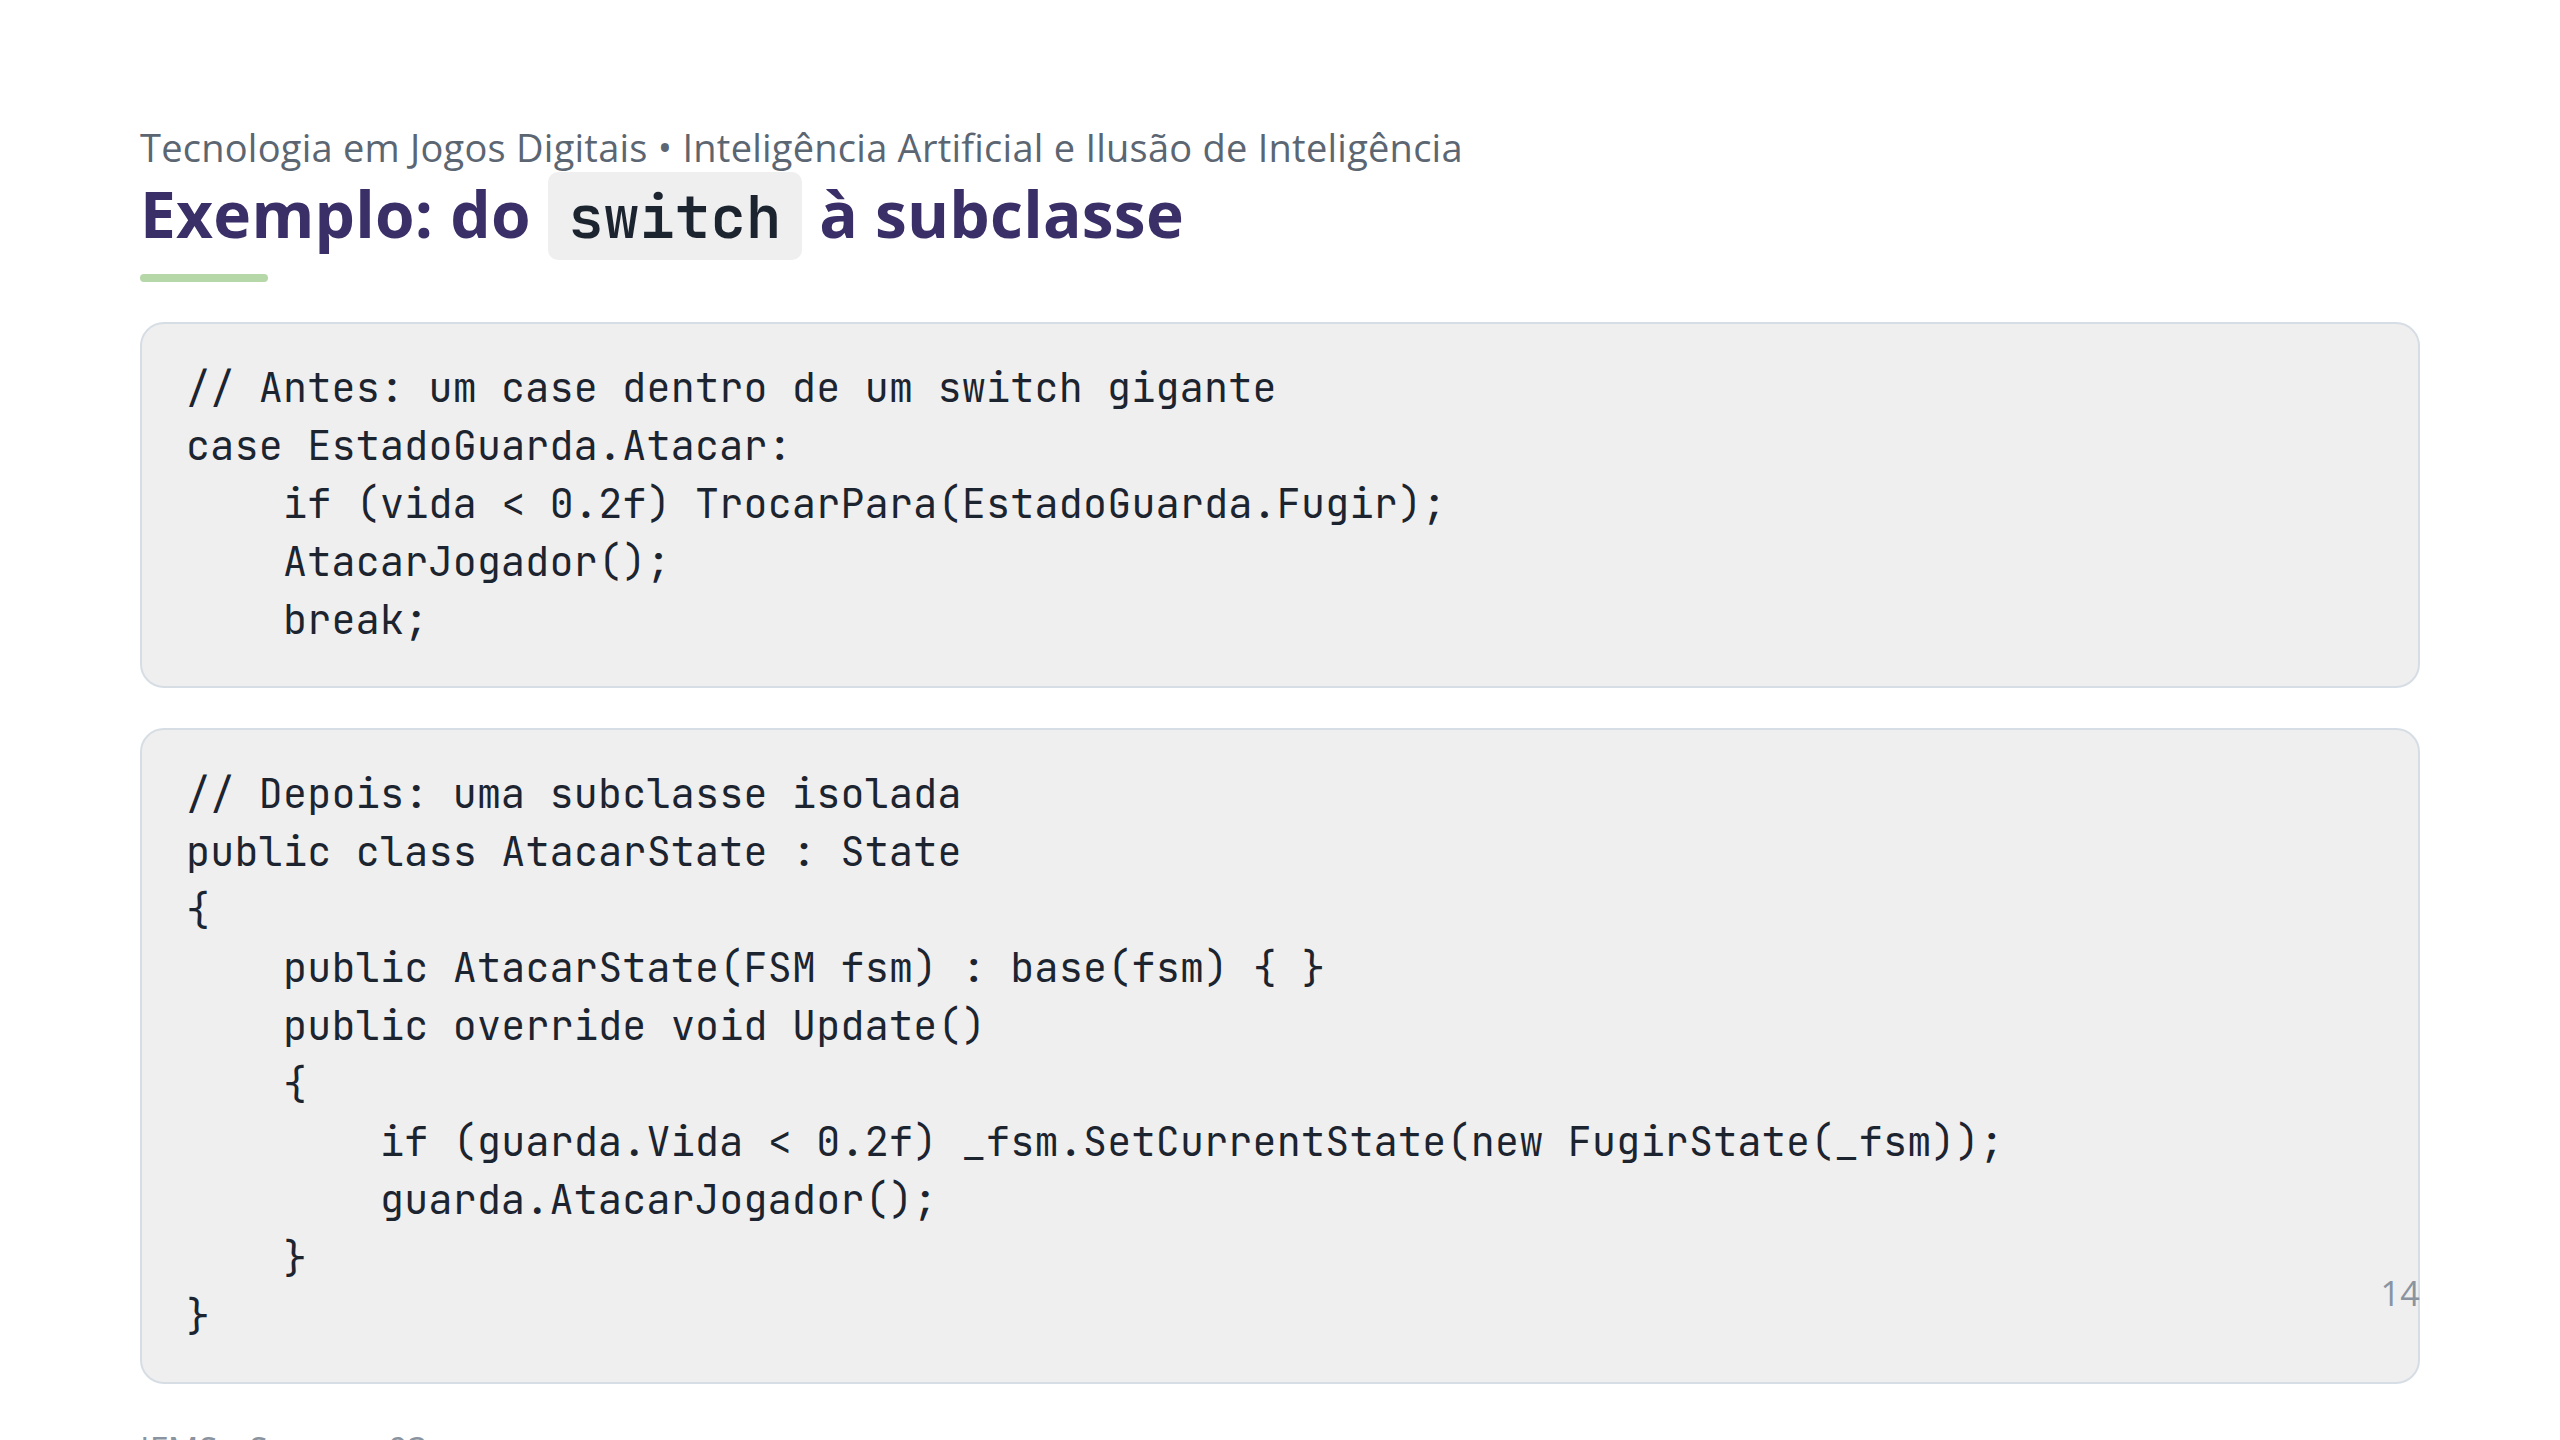 Tecnologia em Jogos Digitais • Inteligência Artificial e Ilusão de Inteligência
Exemplo: do switch à subclasse
// Antes: um case dentro de um switch gigante
case EstadoGuarda.Atacar:
    if (vida < 0.2f) TrocarPara(EstadoGuarda.Fugir);
    AtacarJogador();
    break;
// Depois: uma subclasse isolada
public class AtacarState : State
{
    public AtacarState(FSM fsm) : base(fsm) { }
    public override void Update()
    {
        if (guarda.Vida < 0.2f) _fsm.SetCurrentState(new FugirState(_fsm));
        guarda.AtacarJogador();
    }
}
14